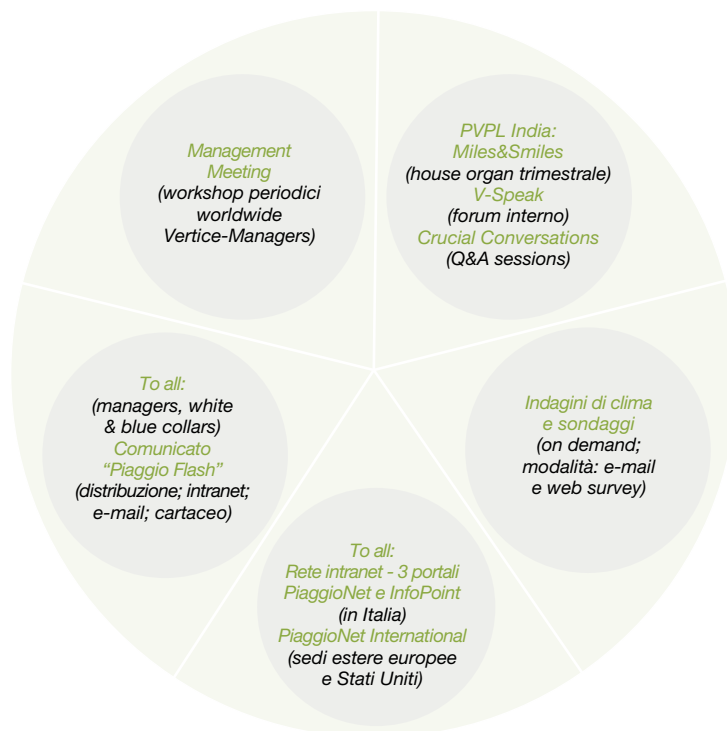 Management
Meeting
(workshop periodici
worldwide
Vertice-Managers)
PVPL India:
Miles&Smiles
(house organ trimestrale)
V-Speak
(forum interno)
Crucial Conversations
(Q&A sessions)
Indagini di clima
e sondaggi
(on demand;
modalità: e-mail
e web survey)
To all:
Rete intranet - 3 portali
PiaggioNet e InfoPoint
(in Italia)
PiaggioNet International
(sedi estere europee
e Stati Uniti)
To all:
(managers, white
& blue collars)
Comunicato
“Piaggio Flash”
(distribuzione; intranet;
e-mail; cartaceo)